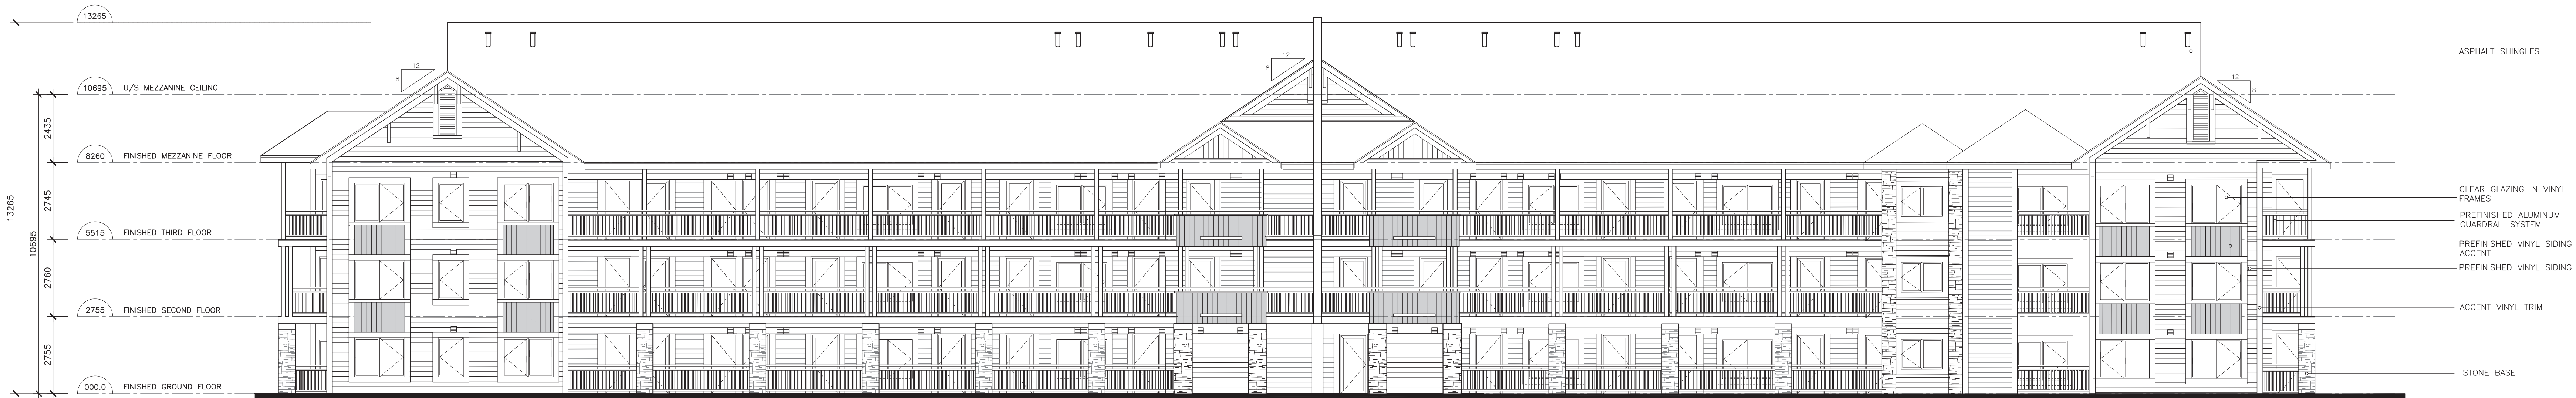 13265
12
8
12
8
ASPHALT SHINGLES
10695 U/S MEZZANINE CEILING
12
8
2435
8260 FINISHED MEZZANINE FLOOR
2745
CLEAR GLAZING IN VINYL
FRAMES
13265
PREFINISHED ALUMINUM
GUARDRAIL SYSTEM
5515 FINISHED THIRD FLOOR
10695
PREFINISHED VINYL SIDING
ACCENT
PREFINISHED VINYL SIDING
2760
2755 FINISHED SECOND FLOOR
ACCENT VINYL TRIM
2755
STONE BASE
000.0 FINISHED GROUND FLOOR